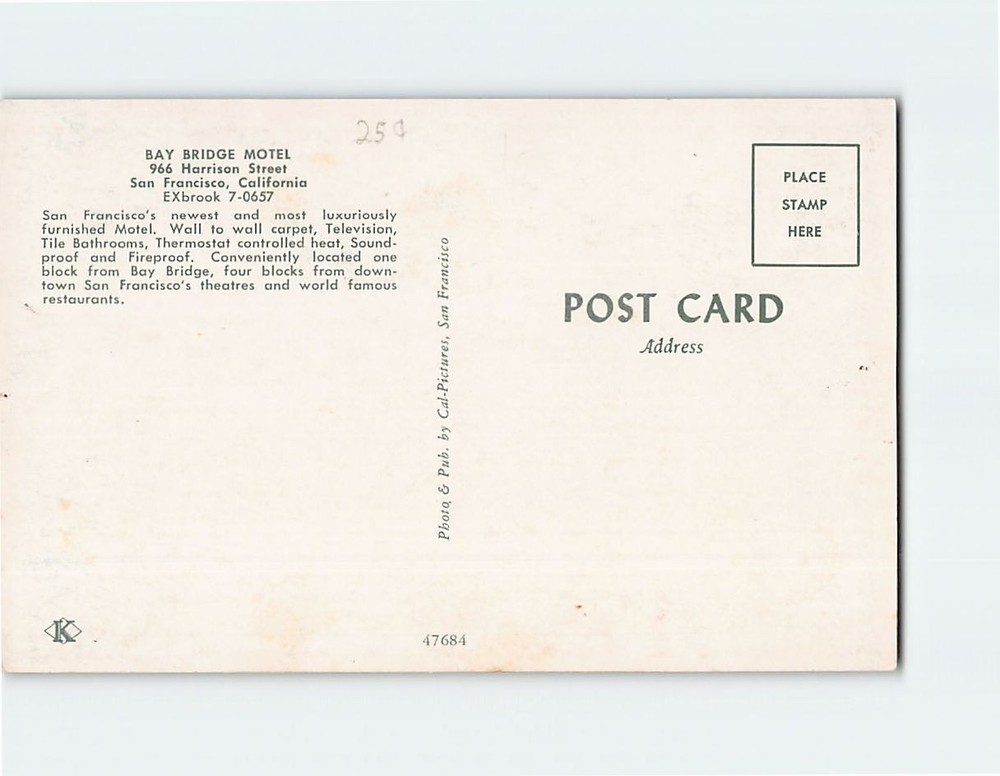 25¢
BAY BRIDGE MOTEL
966 Harrison Street
San Francisco, California
EXbrook 7-0657
San Francisco's newest and most luxuriously
furnished Motel. Wall to wall carpet, Television,
Tile Bathrooms, Thermostat controlled heat, Sound-
proof and Fireproof. Conveniently located one
block from Bay Bridge, four blocks from down-
town San Francisco's theatres and world famous
restaurants.
Photo & Pub. by Cal-Pictures, San Francisco
PLACE
STAMP
HERE
POST CARD
Address
K
47684